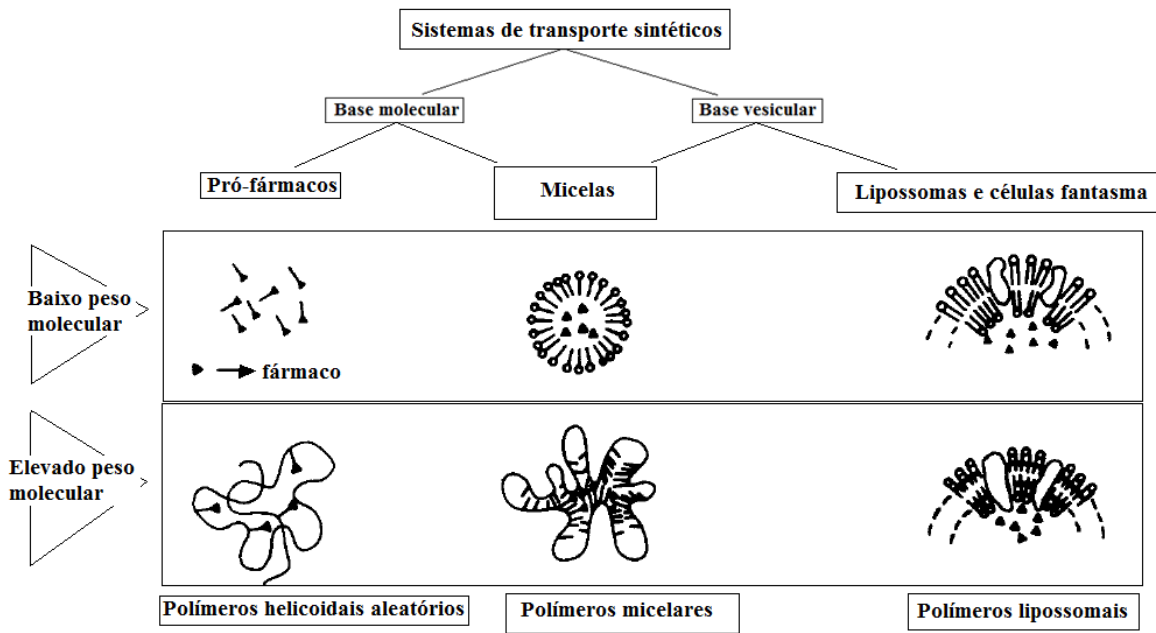 Sistemas de transporte sintéticos
Base molecular
Base vesicular
Pró-fármacos
Micelas
Lipossomas e células fantasma
Baixo peso
molecular
fármaco
Elevado peso
molecular
Polímeros helicoidais aleatórios
Polímeros micelares
Polímeros lipossomais